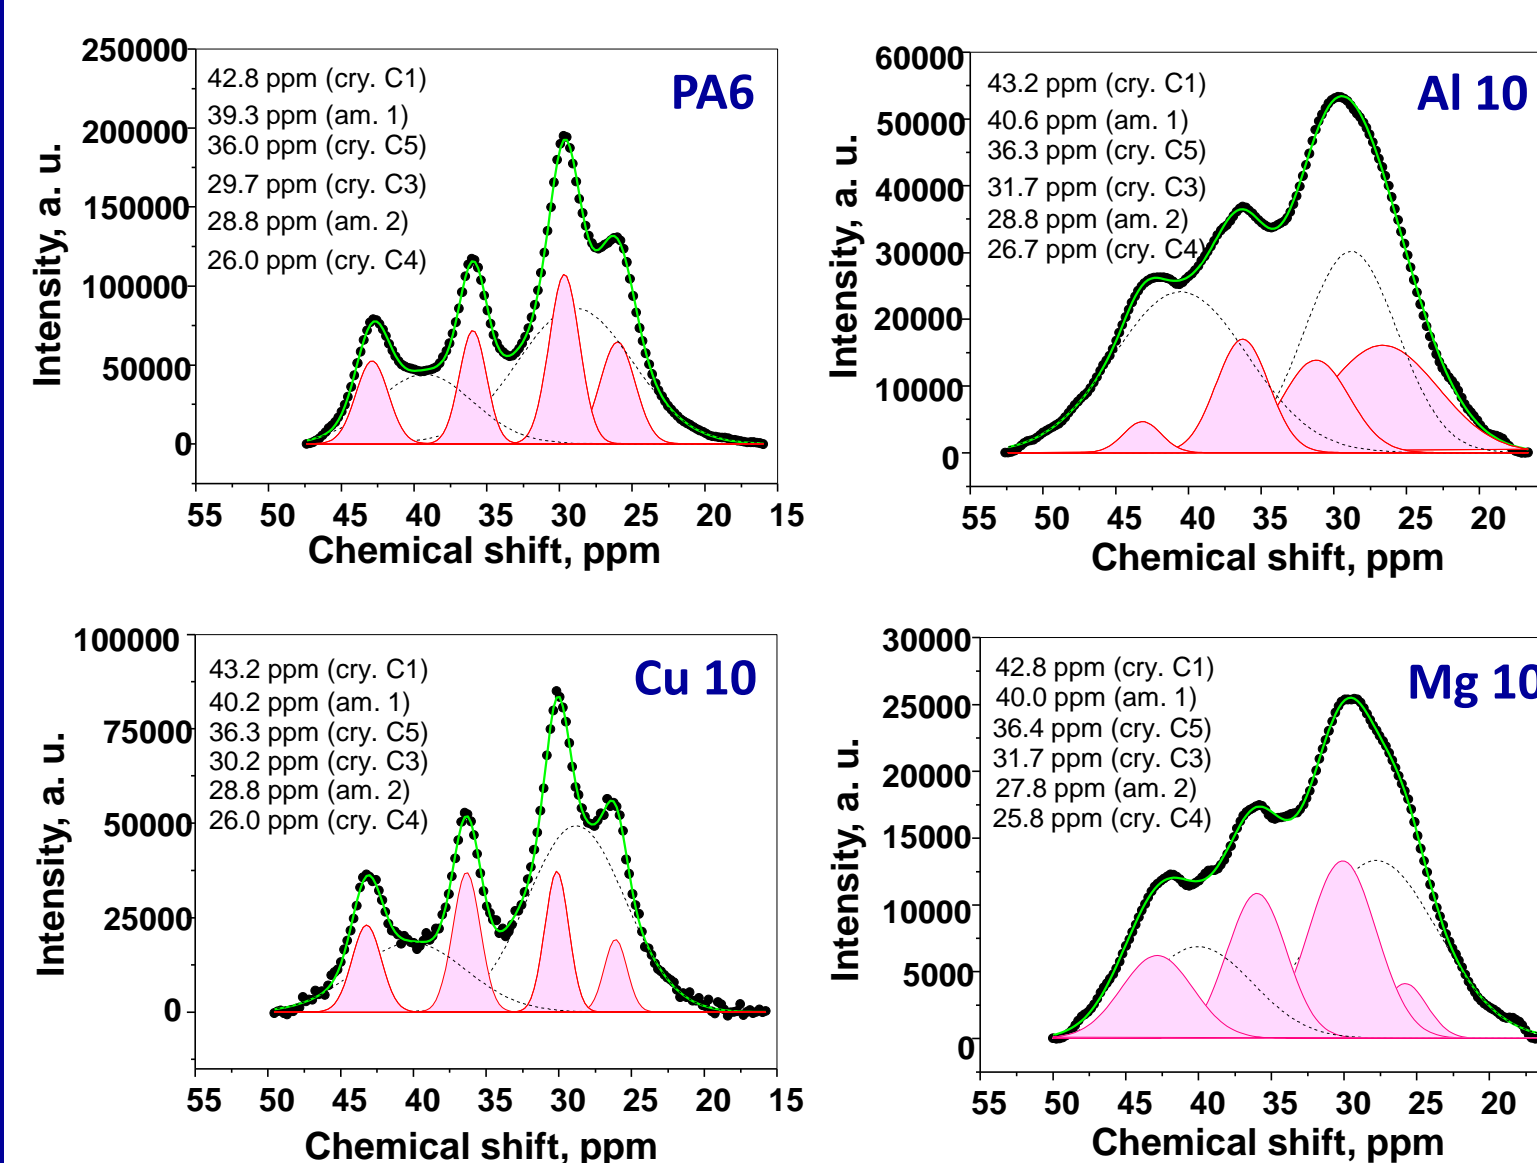 PA6
42.8 ppm (cry. C1)
39.3 ppm (am. 1)
36.0 ppm (cry. C5)
29.7 ppm (cry. C3)
28.8 ppm (am. 2)
26.0 ppm (cry. C4)
Intensity, a. u.
250000
200000
150000
100000
50000
0
55 50 45 40 35 30 25 20 15
Chemical shift, ppm
Al 10
43.2 ppm (cry. C1)
40.6 ppm (am. 1)
36.3 ppm (cry. C5)
31.7 ppm (cry. C3)
28.8 ppm (am. 2)
26.7 ppm (cry. C4)
Intensity, a. u.
60000
50000
40000
30000
20000
10000
0
55 50 45 40 35 30 25 20
Chemical shift, ppm
Cu 10
43.2 ppm (cry. C1)
40.2 ppm (am. 1)
36.3 ppm (cry. C5)
30.2 ppm (cry. C3)
28.8 ppm (am. 2)
26.0 ppm (cry. C4)
Intensity, a. u.
100000
75000
50000
25000
0
55 50 45 40 35 30 25 20 15
Chemical shift, ppm
Mg 10
42.8 ppm (cry. C1)
40.0 ppm (am. 1)
36.4 ppm (cry. C5)
31.7 ppm (cry. C3)
27.8 ppm (am. 2)
25.8 ppm (cry. C4)
Intensity, a. u.
30000
25000
20000
15000
10000
5000
0
55 50 45 40 35 30 25 20
Chemical shift, ppm